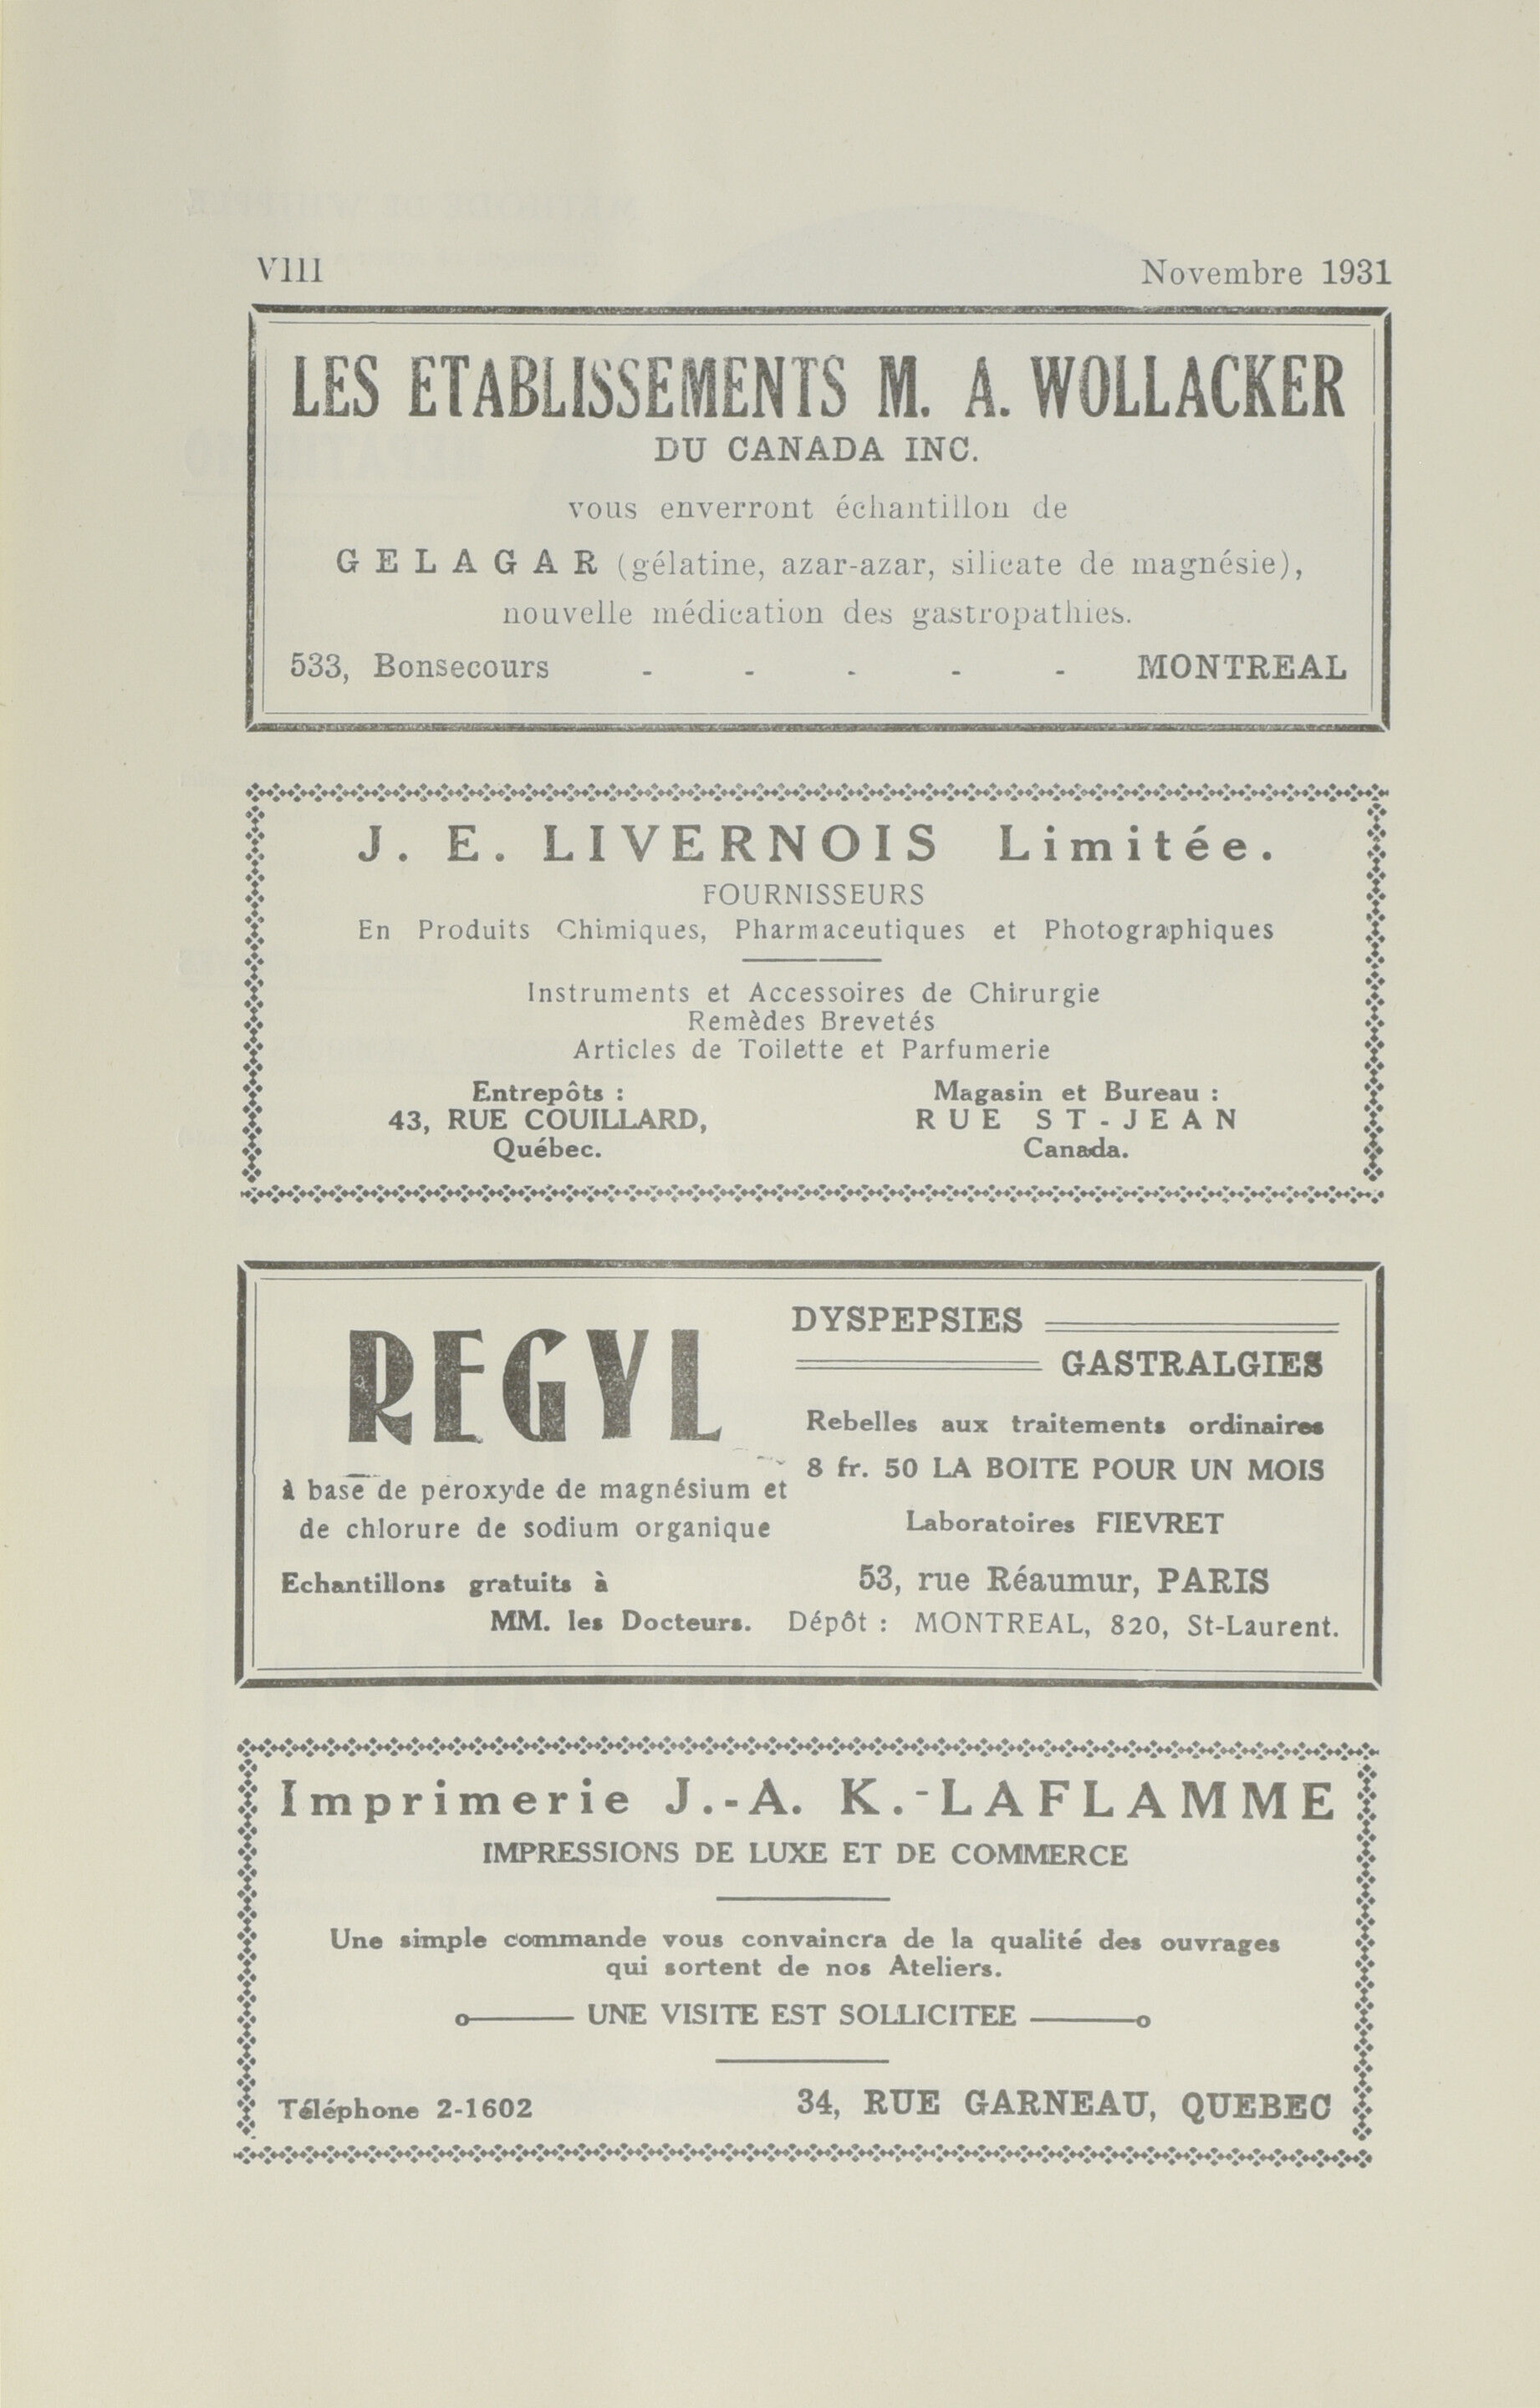 VIII Novembre 1931
LES ETABLISSEMENTS M. A. WOLLACKER
DU CANADA INC.
vous enverront échantillon de
GELAGAR (gélatine, azar-azar, silicate de magnésie),
nouvelle médication des gastropathies.
533, Bonsecours - - - - - MONTREAL
J. E. LIVERNOIS Limitée.
FOURNISSEURS
En Produits Chimiques, Pharmaceutiques et Photographiques
Instruments et Accessoires de Chirurgie
Remèdes Brevetés
Articles de Toilette et Parfumerie
Entrepôts :
43, RUE COUILLARD,
Québec.
Magasin et Bureau :
RUE ST-JEAN
Canada.
REGYL
à base de peroxyde de magnésium et
de chlorure de sodium organique
Echantillons gratuits à
MM. les Docteurs.
DYSPEPSIES
GASTRALGIES
Rebelles aux traitements ordinaires
8 fr. 50 LA BOITE POUR UN MOIS
Laboratoires FIEVRET
53, rue Réaumur, PARIS
Dépôt : MONTREAL, 820, St-Laurent.
Imprimerie J.-A. K.-LAFLAMME
IMPRESSIONS DE LUXE ET DE COMMERCE
Une simple commande vous convaincra de la qualité des ouvrages
qui sortent de nos Ateliers.
UNE VISITE EST SOLLICITEE
Téléphone 2-1602 34, RUE GARNEAU, QUEBEC